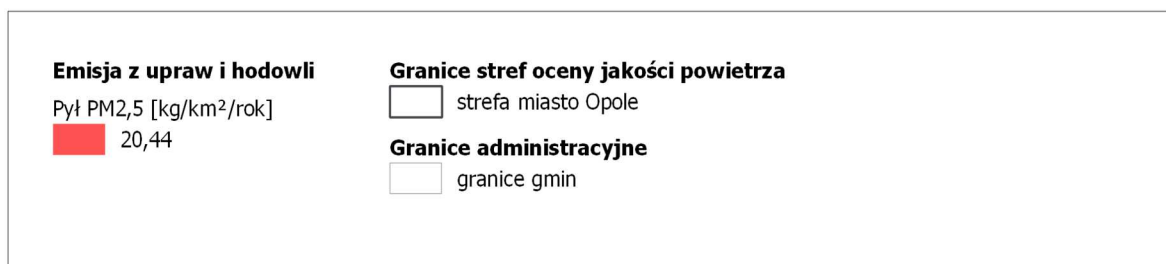 Emisja z upraw i hodowli
Pył PM2,5 [kg/km²/rok]
20,44
Granice stref oceny jakości powietrza
strefa miasto Opole
Granice administracyjne
granice gmin